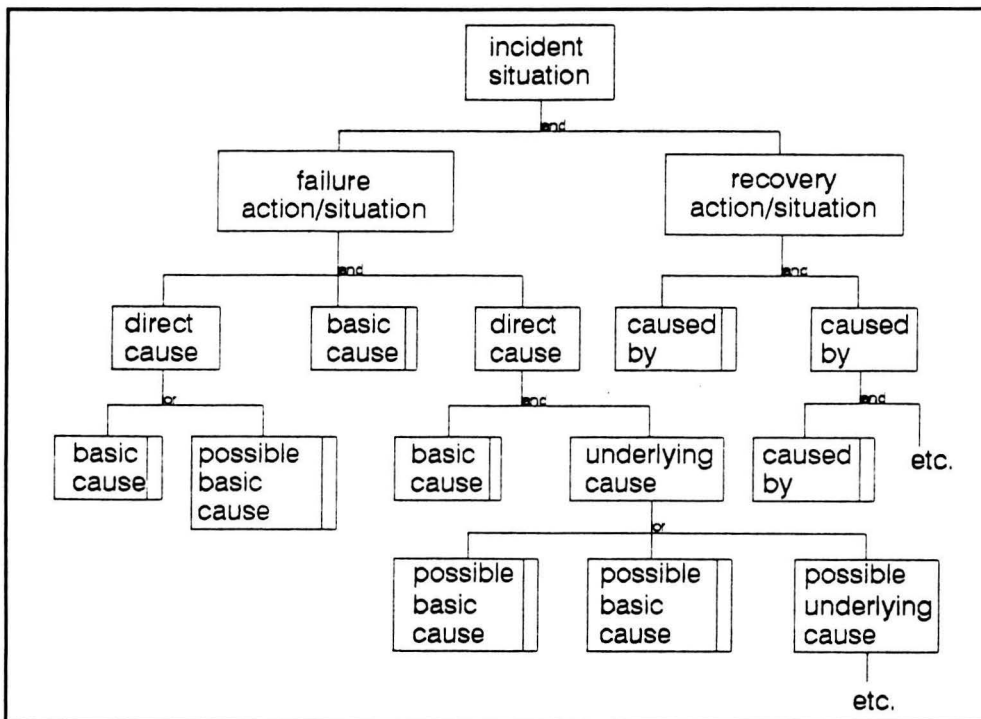 incident
situation
and
failure
action/situation
recovery
action/situation
and
and
direct
cause
basic
cause
direct
cause
caused
by
caused
by
or
and
and
basic
cause
possible
basic
cause
basic
cause
underlying
cause
caused
by
etc.
or
possible
basic
cause
possible
basic
cause
possible
underlying
cause
etc.